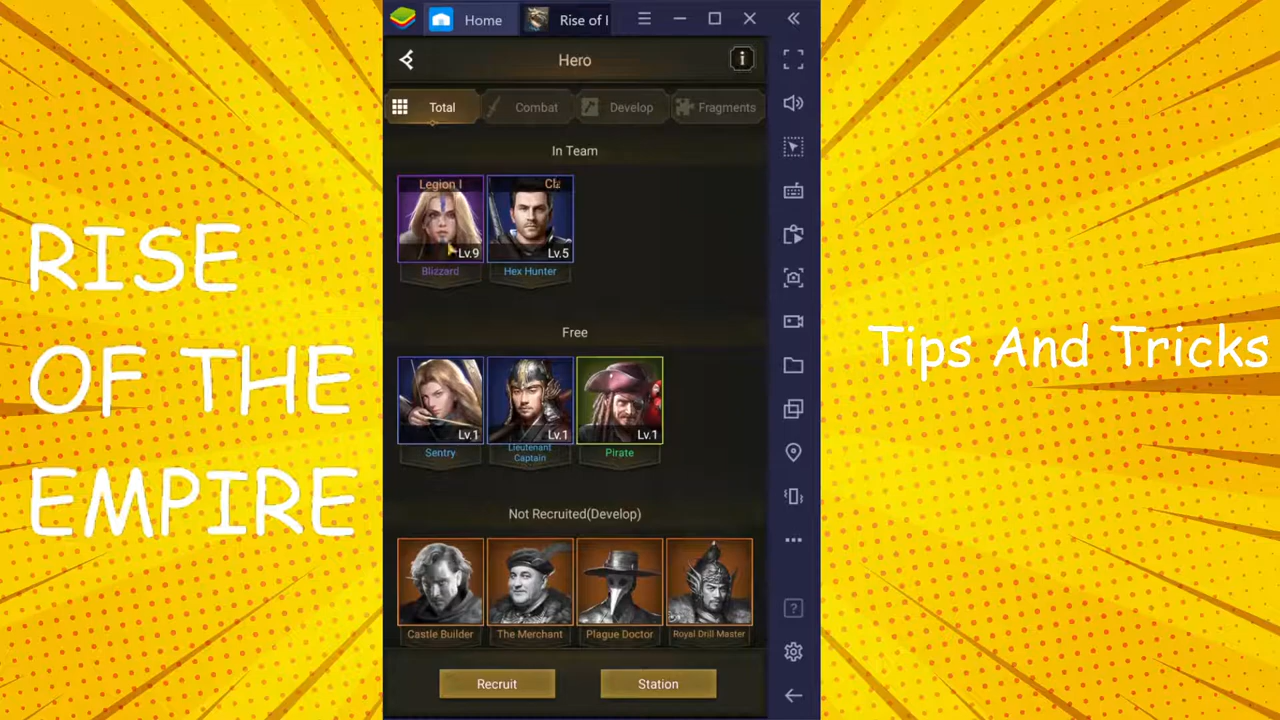 Home
Rise of I
Hero
Total
Combat
Develop
Fragments
In Team
Legion I
Lv.9
Lv.5
Blizzard
Hex Hunter
Free
Lv.1
Lv.1
Lv.1
Sentry
Lieutenant
Captain
Pirate
Not Recruited(Develop)
Castle Builder
The Merchant
Plague Doctor
Royal Drill Master
Recruit
Station
RISE
OF THE
EMPIRE
Tips And Tricks